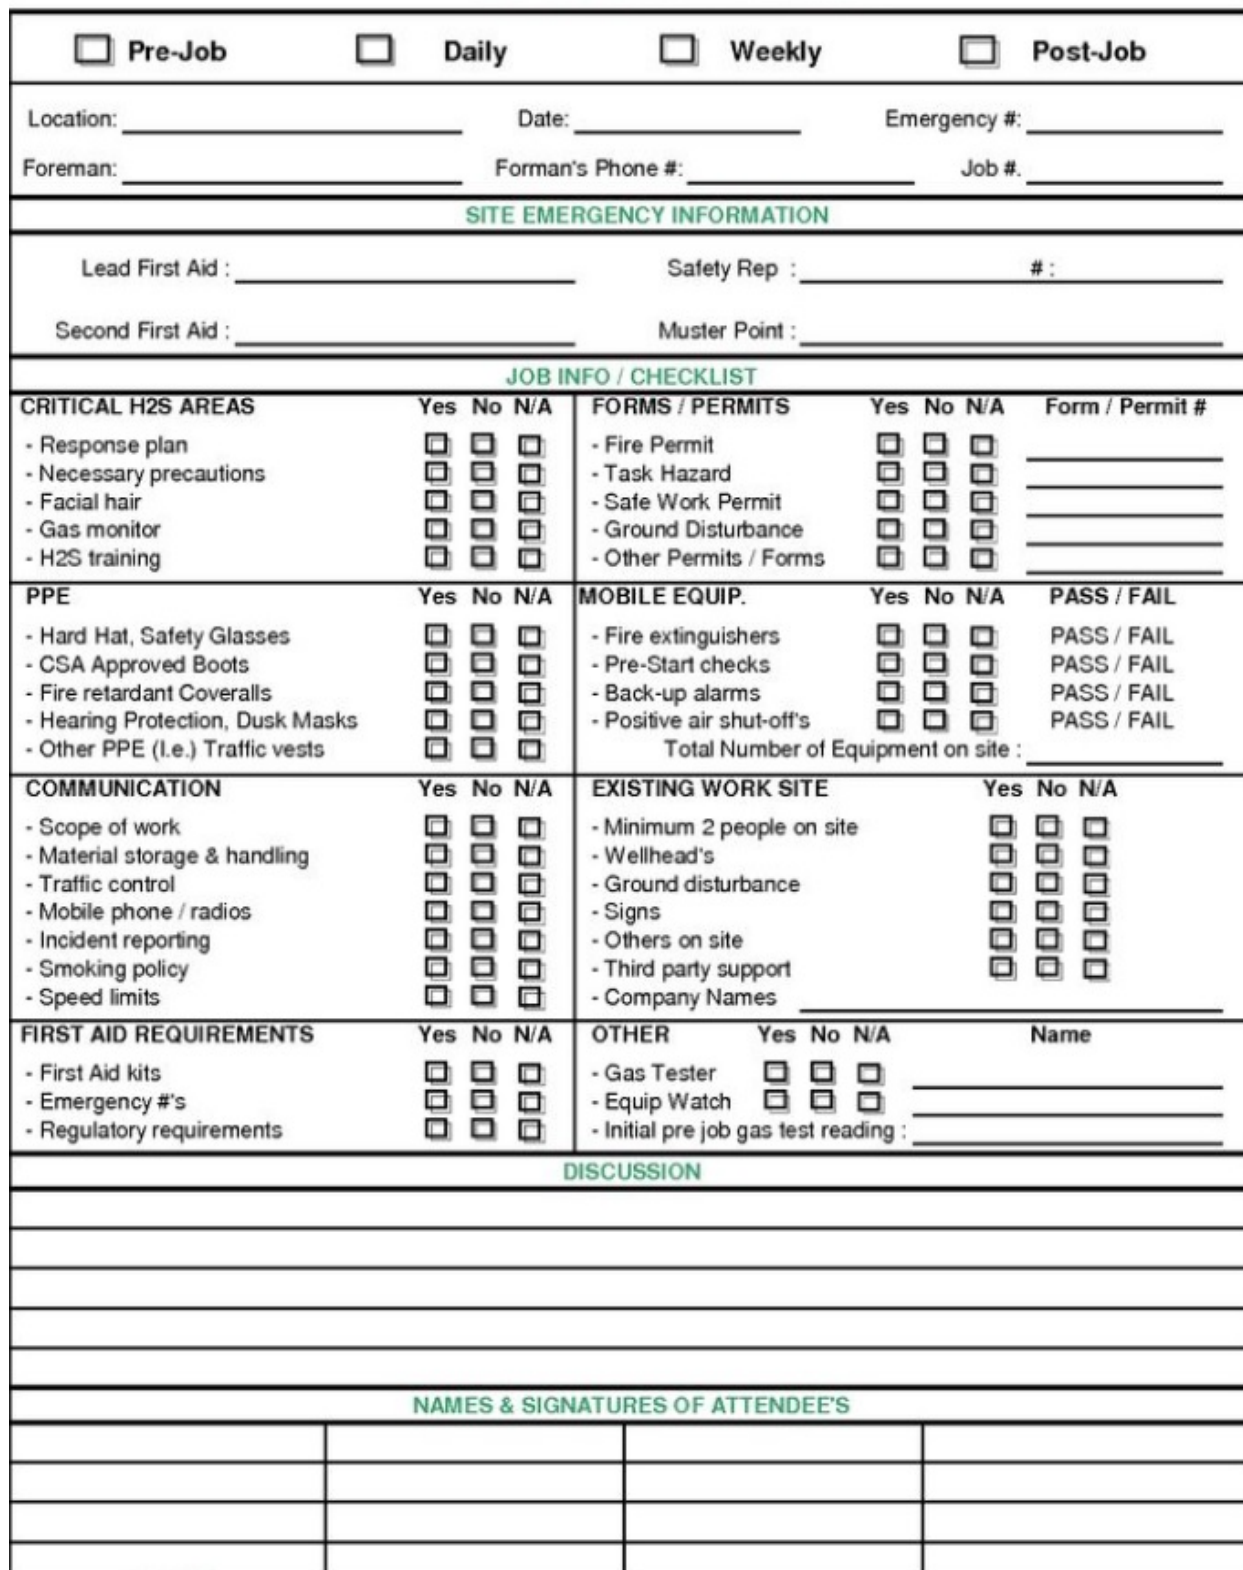 Pre-Job Daily Weekly Post-Job
Location: Date: Emergency #:
Foreman: Forman's Phone #: Job #.
SITE EMERGENCY INFORMATION
Lead First Aid : Safety Rep : # :
Second First Aid : Muster Point :
JOB INFO / CHECKLIST
CRITICAL H2S AREAS Yes No N/A
- Response plan
- Necessary precautions
- Facial hair
- Gas monitor
- H2S training
FORMS / PERMITS Yes No N/A Form / Permit #
- Fire Permit
- Task Hazard
- Safe Work Permit
- Ground Disturbance
- Other Permits / Forms
PPE Yes No N/A
- Hard Hat, Safety Glasses
- CSA Approved Boots
- Fire retardant Coveralls
- Hearing Protection, Dusk Masks
- Other PPE (I.e.) Traffic vests
MOBILE EQUIP. Yes No N/A PASS / FAIL
- Fire extinguishers PASS / FAIL
- Pre-Start checks PASS / FAIL
- Back-up alarms PASS / FAIL
- Positive air shut-off's PASS / FAIL
Total Number of Equipment on site :
COMMUNICATION Yes No N/A
- Scope of work
- Material storage & handling
- Traffic control
- Mobile phone / radios
- Incident reporting
- Smoking policy
- Speed limits
EXISTING WORK SITE Yes No N/A
- Minimum 2 people on site
- Wellhead's
- Ground disturbance
- Signs
- Others on site
- Third party support
- Company Names
FIRST AID REQUIREMENTS Yes No N/A
- First Aid kits
- Emergency #'s
- Regulatory requirements
OTHER Yes No N/A Name
- Gas Tester
- Equip Watch
- Initial pre job gas test reading :
DISCUSSION
NAMES & SIGNATURES OF ATTENDEE'S